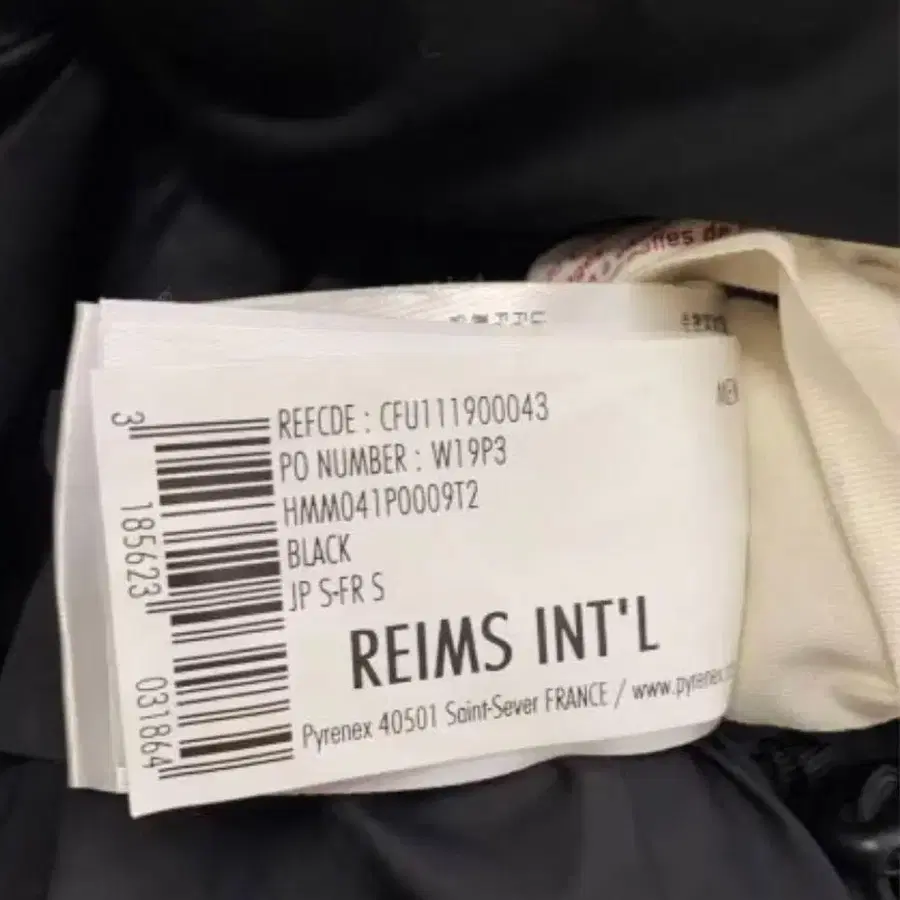 REFCDE : CFU111900043
PO NUMBER : W19P3
HMM041P0009T2
BLACK
JP S-FR S
REIMS INT'L
Pyrenex 40501 Saint-Sever FRANCE / www.pyrenex
3 185623 031864